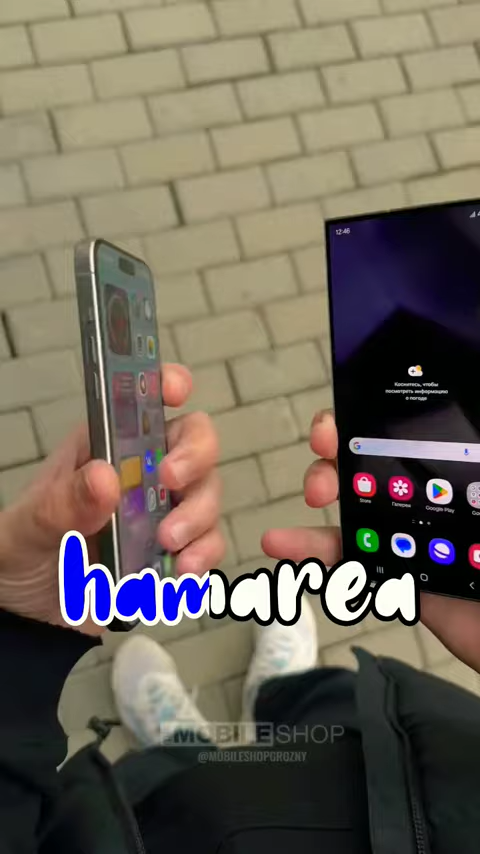 12:46
Коснитесь, чтобы
посмотреть информацию
о погоде
Store
Галерея
Google Play
hamarea
MOBILESHOP
@MOBILESHOPGROZNY